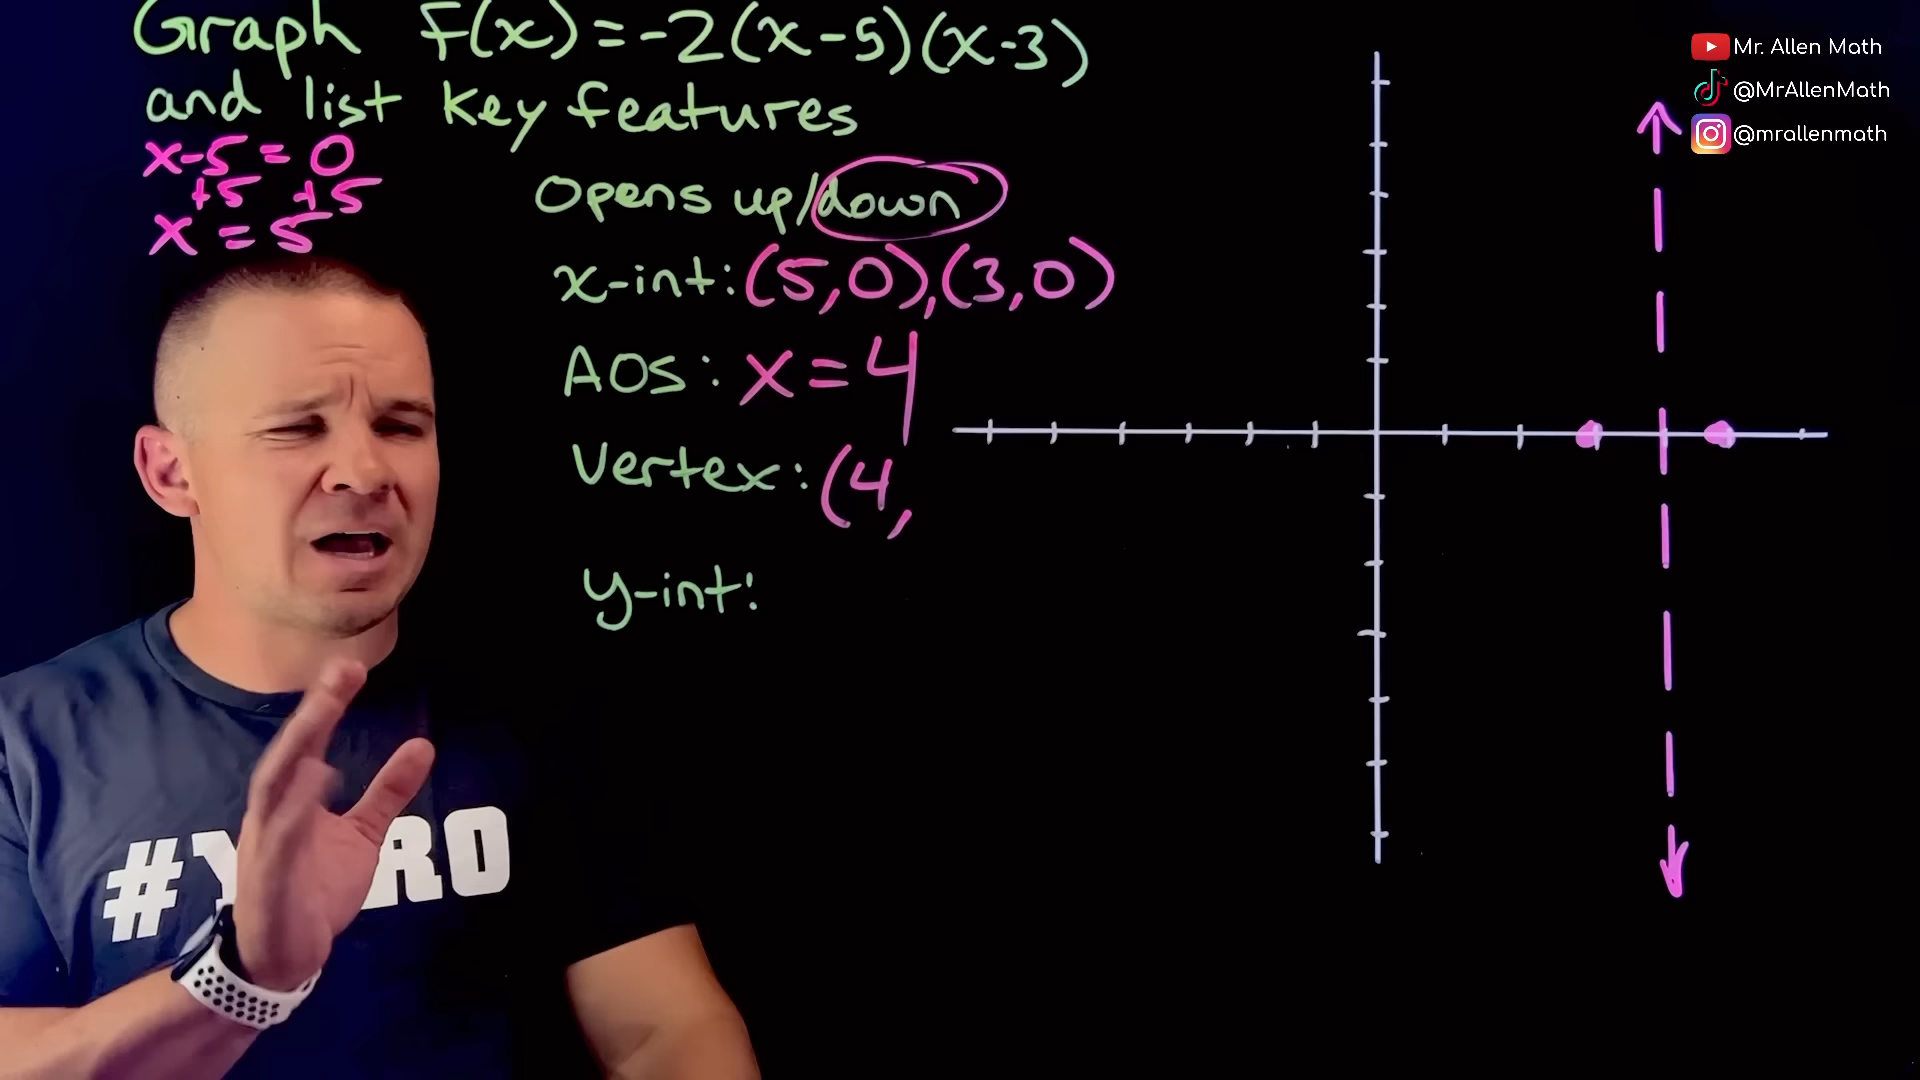 Graph F(x)=-2(x-5)(x-3)
and list key features
x-5=0
+5 +5
x=5
Opens up/down
x-int:(5,0),(3,0)
AOS: x=4
Vertex: (4,
y-int:
Mr. Allen Math
@MrAllenMath
@mrallenmath
RO